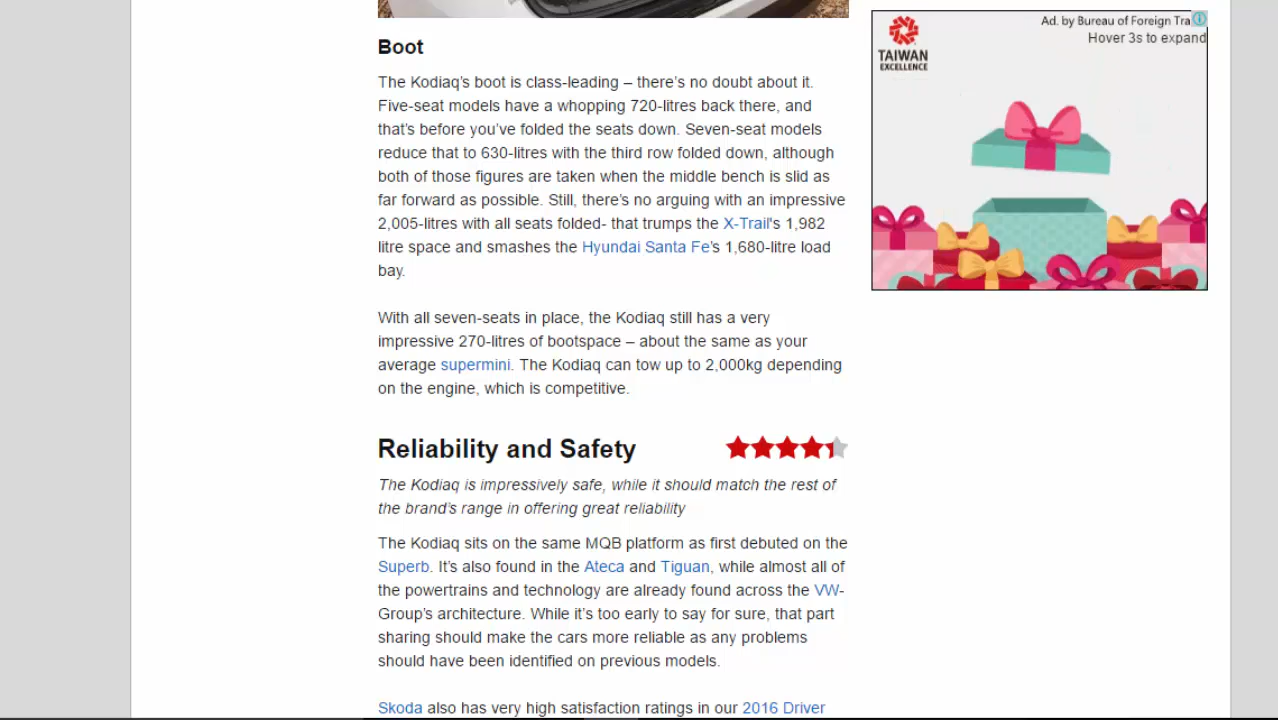 Boot
The Kodiaq's boot is class-leading – there's no doubt about it.
Five-seat models have a whopping 720-litres back there, and
that's before you've folded the seats down. Seven-seat models
reduce that to 630-litres with the third row folded down, although
both of those figures are taken when the middle bench is slid as
far forward as possible. Still, there's no arguing with an impressive
2,005-litres with all seats folded- that trumps the X-Trail's 1,982
litre space and smashes the Hyundai Santa Fe's 1,680-litre load
bay.
With all seven-seats in place, the Kodiaq still has a very
impressive 270-litres of bootspace – about the same as your
average supermini. The Kodiaq can tow up to 2,000kg depending
on the engine, which is competitive.
Reliability and Safety
The Kodiaq is impressively safe, while it should match the rest of
the brand's range in offering great reliability
The Kodiaq sits on the same MQB platform as first debuted on the
Superb. It's also found in the Ateca and Tiguan, while almost all of
the powertrains and technology are already found across the VW-
Group's architecture. While it's too early to say for sure, that part
sharing should make the cars more reliable as any problems
should have been identified on previous models.
Skoda also has very high satisfaction ratings in our 2016 Driver
Ad. by Bureau of Foreign Tra
Hover 3s to expand
TAIWAN
EXCELLENCE